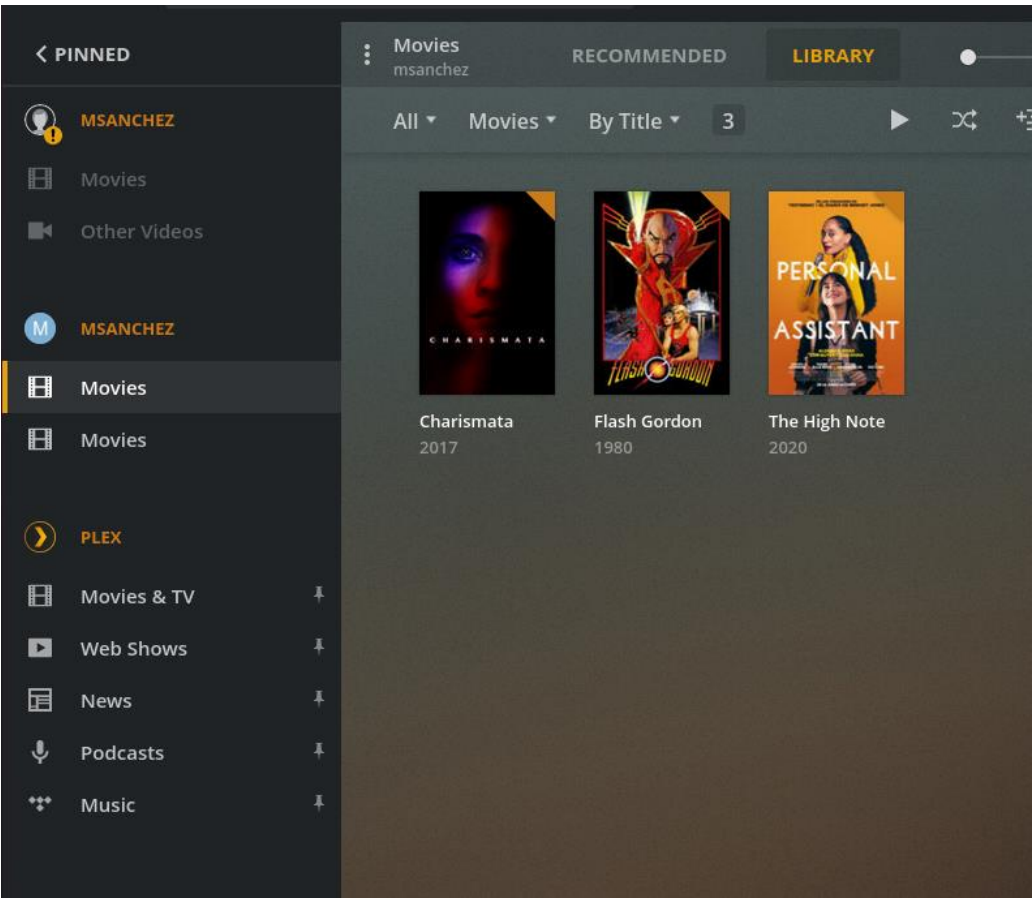 PINNED
MSANCHEZ
Movies
Other Videos
M
MSANCHEZ
Movies
Movies
PLEX
Movies & TV
Web Shows
News
Podcasts
Music
Movies
msanchez
RECOMMENDED
LIBRARY
All
Movies
By Title
3
CHARISMATA
FLASH GORDON
PERSONAL
ASSISTANT
Charismata
2017
Flash Gordon
1980
The High Note
2020